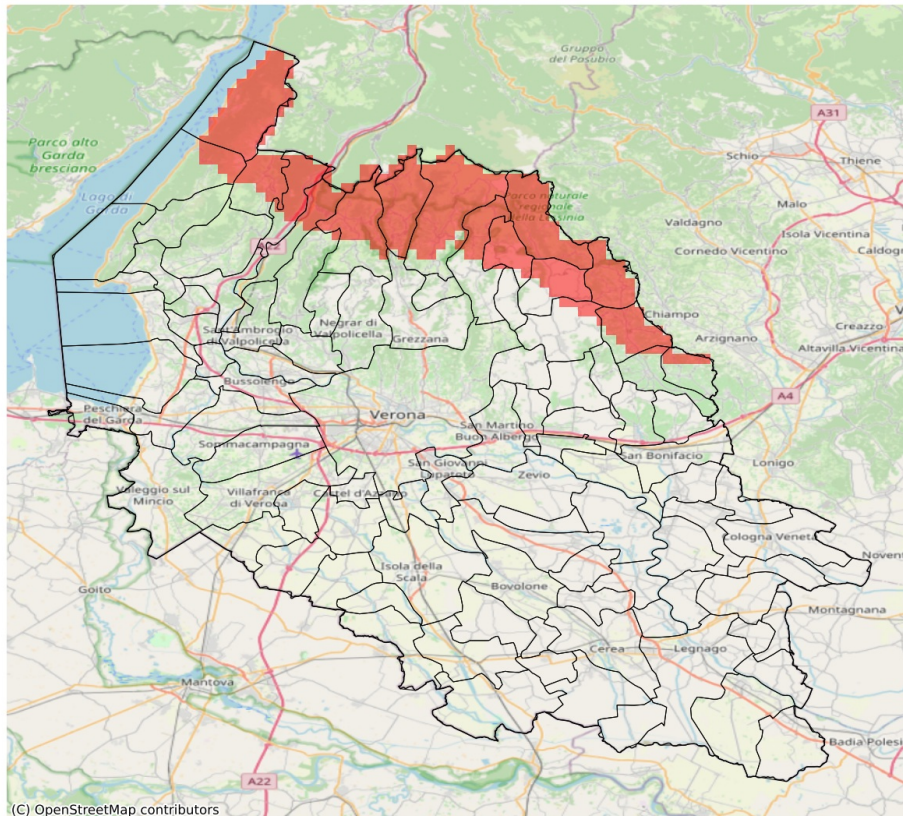 Gruppo
del Pasubio
A31
Parco alto
Garda
bresciano
Schio
Thiene
Lago di
Garda
Parco naturale
regionale
della Lessinia
Malo
Valdagno
Isola Vicentina
Cornedo Vicentino
Caldogn
A22
Chiampo
Creazzo
Sant'Ambrogio
di Valpolicella
Negrar di
Valpolicella
Grezzana
Arzignano
Altavilla Vicentina
Bussolengo
A4
Peschiera
del Garda
Verona
San Martino
Buon Albergo
Sommacampagna
San Bonifacio
San Giovanni
Lupatoto
Zevio
Lonigo
Valeggio sul
Mincio
Villafranca
di Verona
Castel d'Azzano
Cologna Veneta
Isola della
Scala
Novent
Goito
Bovolone
Montagnana
Cerea
Legnago
Mantova
Badia Polesi
A22
(C) OpenStreetMap contributors